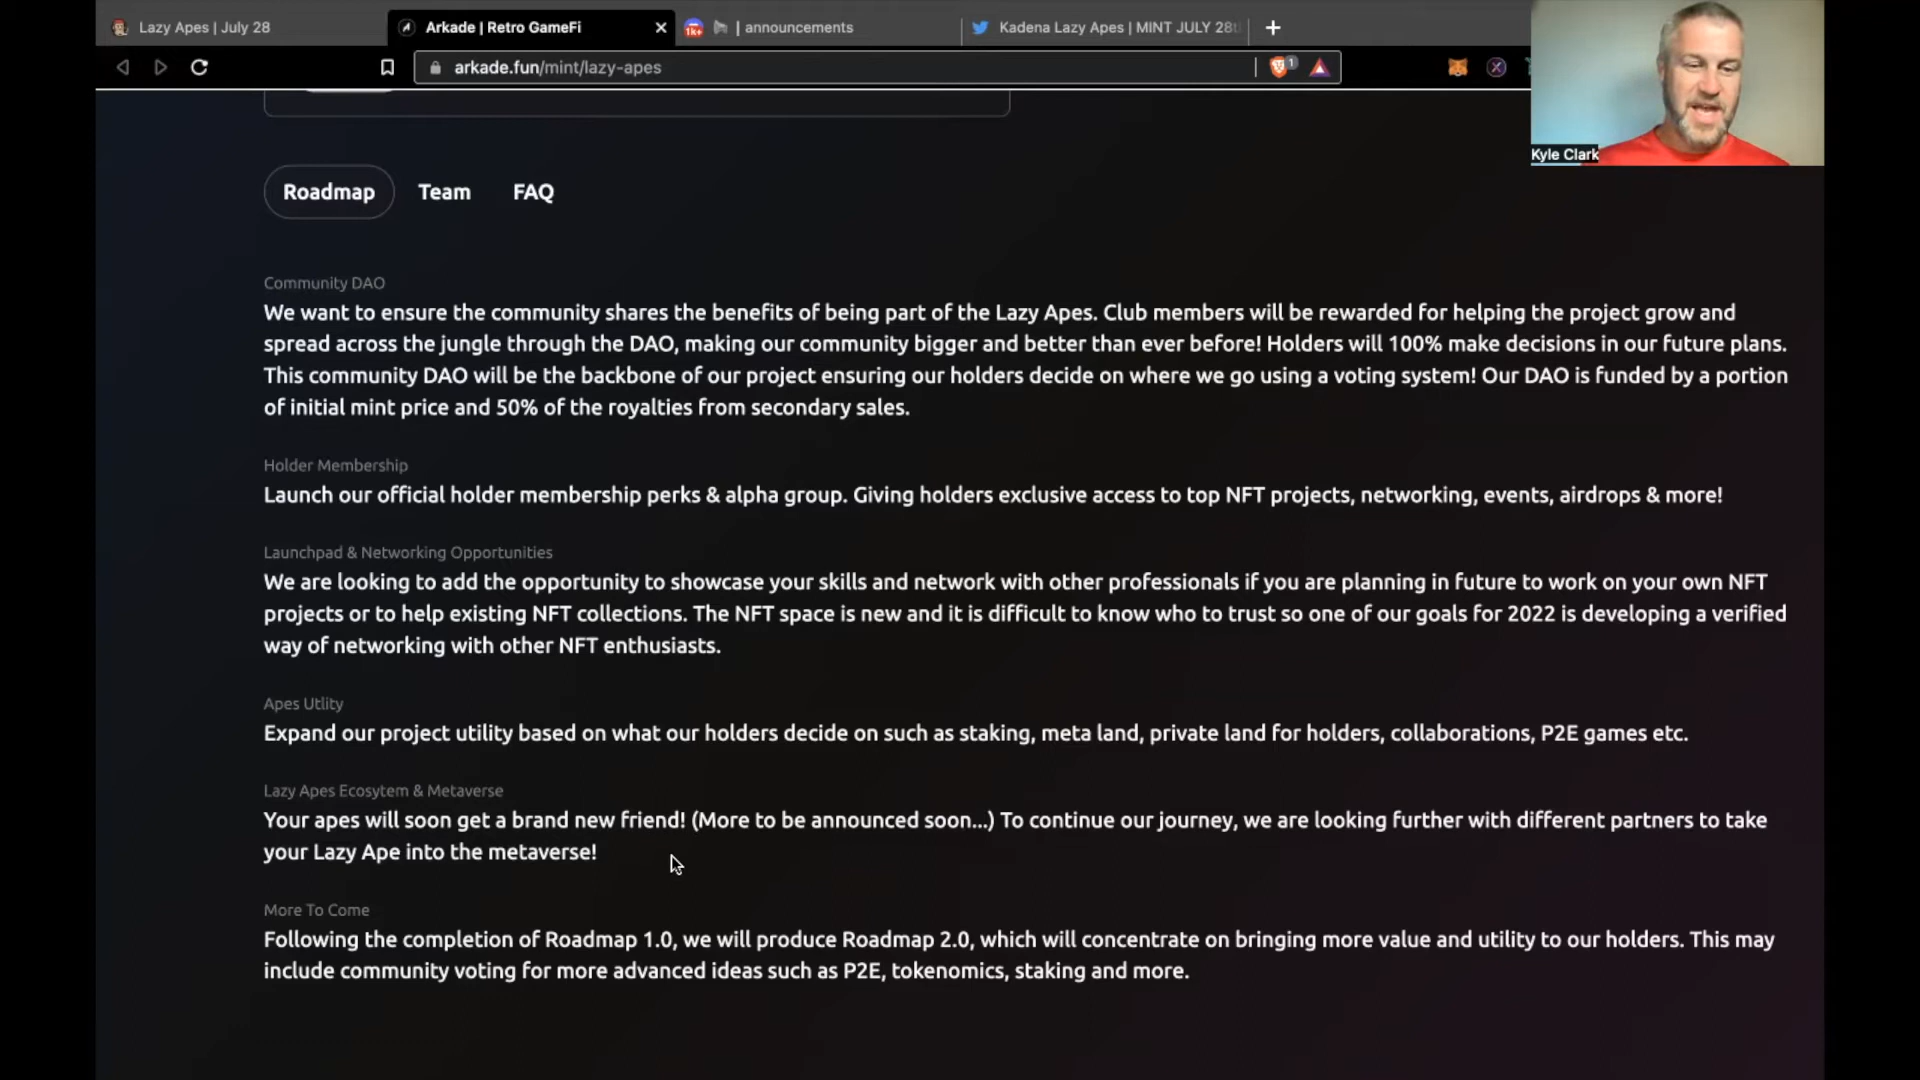 Lazy Apes | July 28
Arkade | Retro GameFi
1k+
| announcements
Kadena Lazy Apes | MINT JULY 28t
arkade.fun/mint/lazy-apes
1
Kyle Clark
Roadmap
Team
FAQ
Community DAO
We want to ensure the community shares the benefits of being part of the Lazy Apes. Club members will be rewarded for helping the project grow and
spread across the jungle through the DAO, making our community bigger and better than ever before! Holders will 100% make decisions in our future plans.
This community DAO will be the backbone of our project ensuring our holders decide on where we go using a voting system! Our DAO is funded by a portion
of initial mint price and 50% of the royalties from secondary sales.
Holder Membership
Launch our official holder membership perks & alpha group. Giving holders exclusive access to top NFT projects, networking, events, airdrops & more!
Launchpad & Networking Opportunities
We are looking to add the opportunity to showcase your skills and network with other professionals if you are planning in future to work on your own NFT
projects or to help existing NFT collections. The NFT space is new and it is difficult to know who to trust so one of our goals for 2022 is developing a verified
way of networking with other NFT enthusiasts.
Apes Utlity
Expand our project utility based on what our holders decide on such as staking, meta land, private land for holders, collaborations, P2E games etc.
Lazy Apes Ecosytem & Metaverse
Your apes will soon get a brand new friend! (More to be announced soon...) To continue our journey, we are looking further with different partners to take
your Lazy Ape into the metaverse!
More To Come
Following the completion of Roadmap 1.0, we will produce Roadmap 2.0, which will concentrate on bringing more value and utility to our holders. This may
include community voting for more advanced ideas such as P2E, tokenomics, staking and more.